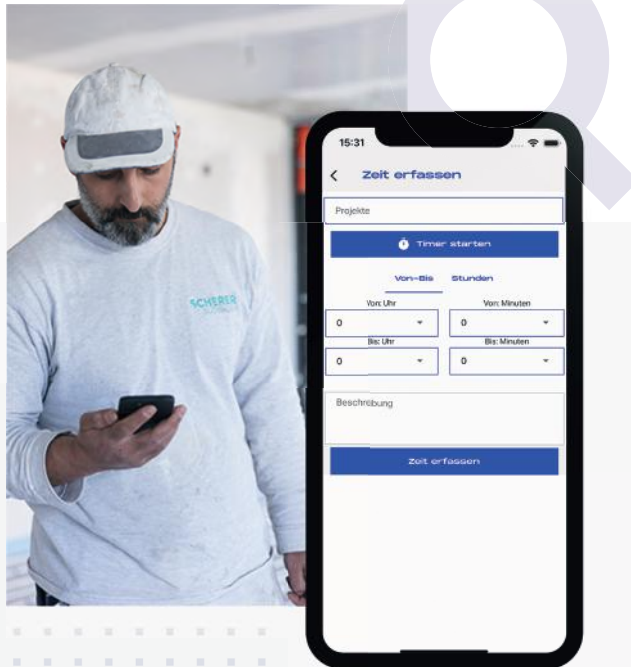 SCHERER
15:31
Zeit erfassen
Projekte
Timer starten
Von-Bis Stunden
Von: Uhr Von: Minuten
0 0
Bis: Uhr Bis: Minuten
0 0
Beschreibung
Zeit erfassen